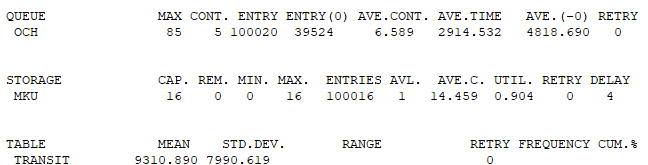 QUEUE MAX CONT. ENTRY ENTRY(0) AVE.CONT. AVE.TIME AVE.(-0) RETRY
OCH 85 5 100020 39524 6.589 2914.532 4818.690 0
STORAGE CAP. REM. MIN. MAX. ENTRIES AVL. AVE.C. UTIL. RETRY DELAY
MKU 16 0 0 16 100016 1 14.459 0.904 0 4
TABLE MEAN STD.DEV. RANGE RETRY FREQUENCY CUM.%
TRANSIT 9310.890 7990.619 0